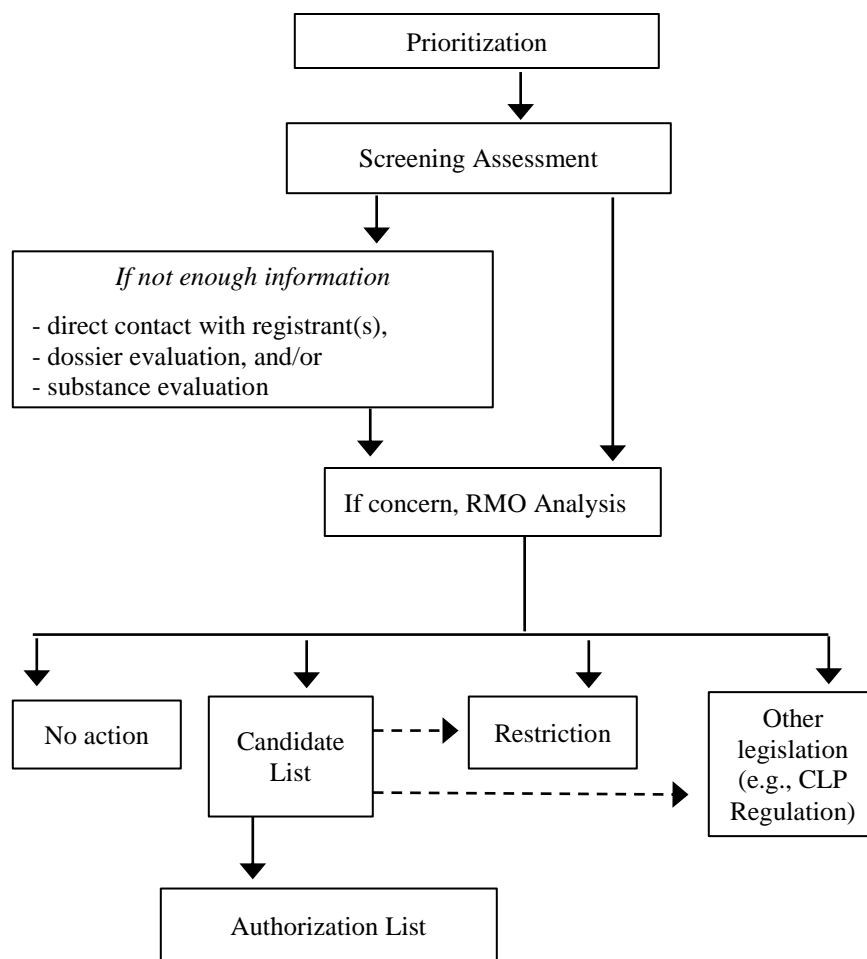 Prioritization
Screening Assessment
If not enough information
- direct contact with registrant(s),
- dossier evaluation, and/or
- substance evaluation
If concern, RMO Analysis
No action
Candidate
List
Restriction
Other
legislation
(e.g., CLP
Regulation)
Authorization List